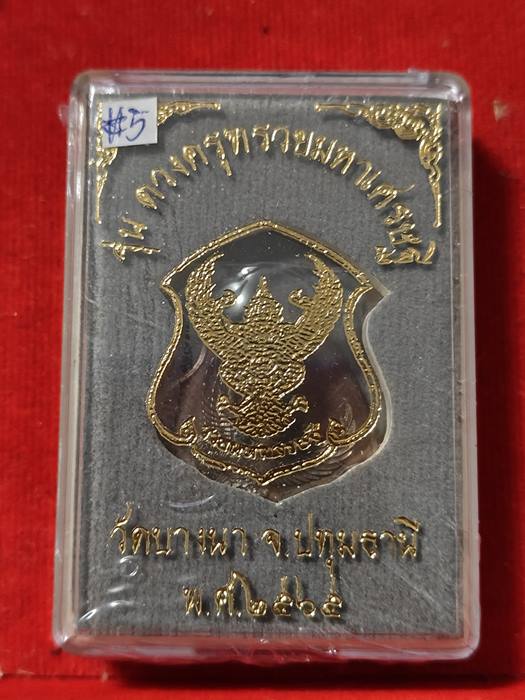 #5
รุ่น ดวงครุฑรวยมหาเศรษฐี
วัดบางนา จ.ปทุมธานี
พ.ศ.๒๕๖๕